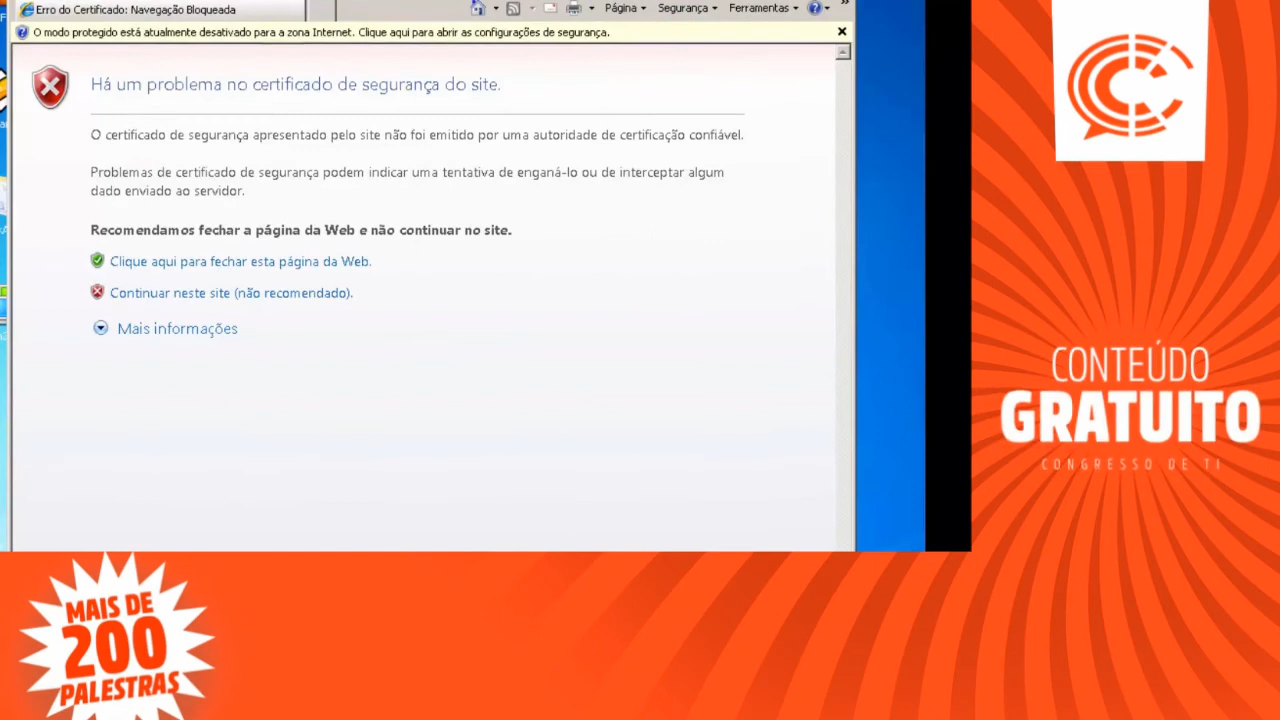 Erro do Certificado: Navegação Bloqueada
Página
Segurança
Ferramentas
O modo protegido está atualmente desativado para a zona Internet. Clique aqui para abrir as configurações de segurança.
Há um problema no certificado de segurança do site.
O certificado de segurança apresentado pelo site não foi emitido por uma autoridade de certificação confiável.
Problemas de certificado de segurança podem indicar uma tentativa de enganá-lo ou de interceptar algum
dado enviado ao servidor.
Recomendamos fechar a página da Web e não continuar no site.
Clique aqui para fechar esta página da Web.
Continuar neste site (não recomendado).
Mais informações
CONTEÚDO
GRATUITO
CONGRESSO DE TI
MAIS DE
200
PALESTRAS